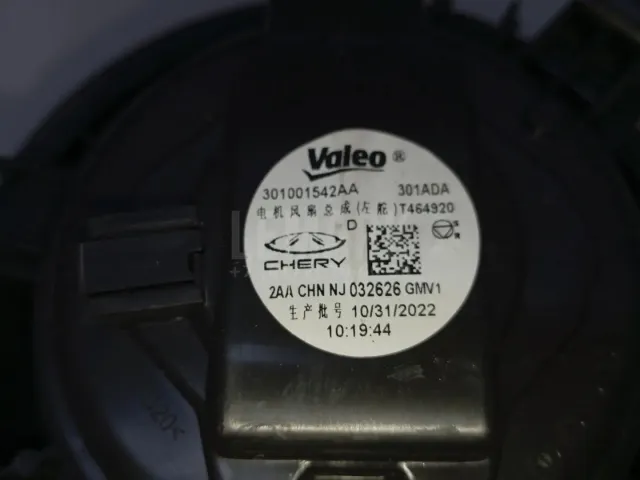 Valeo ®
301001542AA 301ADA
电机风扇总成(左舵) T464920
D
CHERY
2AA CHN NJ 032626 GMV1
生产批号 10/31/2022
10:19:44